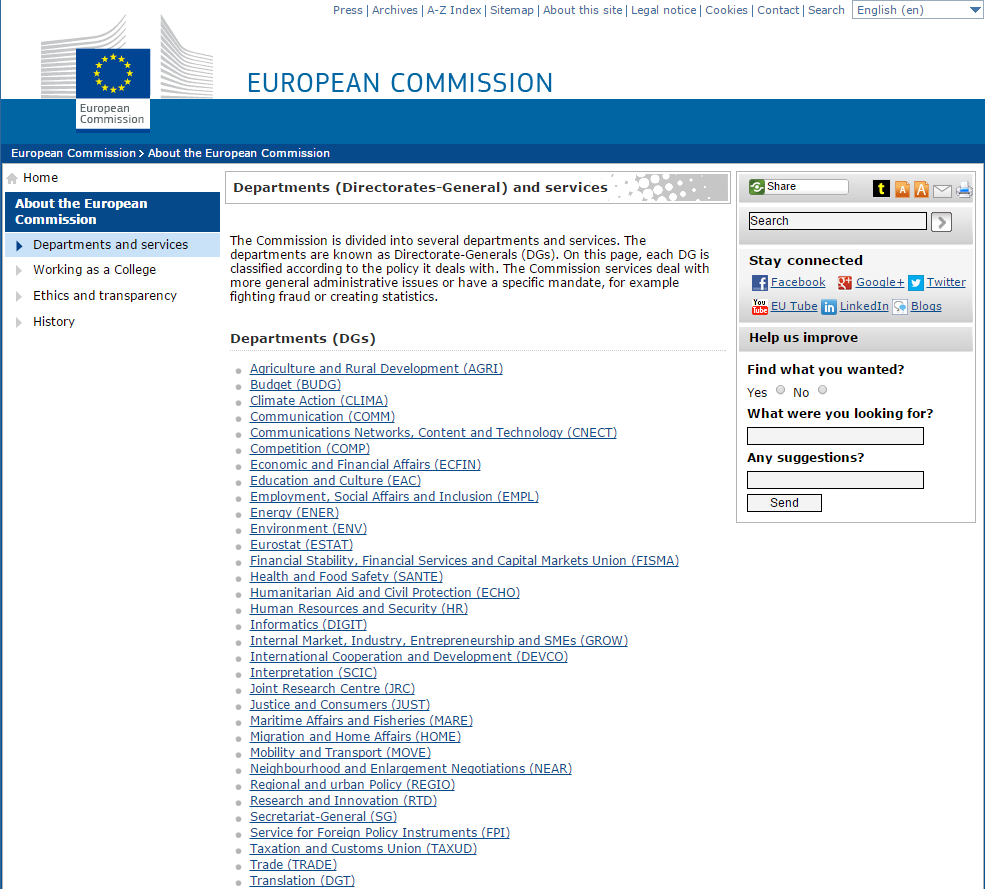 Press | Archives | A-Z Index | Sitemap | About this site | Legal notice | Cookies | Contact | Search English (en)
European
Commission
EUROPEAN COMMISSION
European Commission > About the European Commission
Home
About the European
Commission
Departments and services
Working as a College
Ethics and transparency
History
Departments (Directorates-General) and services
The Commission is divided into several departments and services. The
departments are known as Directorate-Generals (DGs). On this page, each DG is
classified according to the policy it deals with. The Commission services deal with
more general administrative issues or have a specific mandate, for example
fighting fraud or creating statistics.
Departments (DGs)
Agriculture and Rural Development (AGRI)
Budget (BUDG)
Climate Action (CLIMA)
Communication (COMM)
Communications Networks, Content and Technology (CNECT)
Competition (COMP)
Economic and Financial Affairs (ECFIN)
Education and Culture (EAC)
Employment, Social Affairs and Inclusion (EMPL)
Energy (ENER)
Environment (ENV)
Eurostat (ESTAT)
Financial Stability, Financial Services and Capital Markets Union (FISMA)
Health and Food Safety (SANTE)
Humanitarian Aid and Civil Protection (ECHO)
Human Resources and Security (HR)
Informatics (DIGIT)
Internal Market, Industry, Entrepreneurship and SMEs (GROW)
International Cooperation and Development (DEVCO)
Interpretation (SCIC)
Joint Research Centre (JRC)
Justice and Consumers (JUST)
Maritime Affairs and Fisheries (MARE)
Migration and Home Affairs (HOME)
Mobility and Transport (MOVE)
Neighbourhood and Enlargement Negotiations (NEAR)
Regional and urban Policy (REGIO)
Research and Innovation (RTD)
Secretariat-General (SG)
Service for Foreign Policy Instruments (FPI)
Taxation and Customs Union (TAXUD)
Trade (TRADE)
Translation (DGT)
Share t A A
Search
Stay connected
Facebook Google+ Twitter
You Tube EU Tube in LinkedIn Blogs
Help us improve
Find what you wanted?
Yes No
What were you looking for?
Any suggestions?
Send